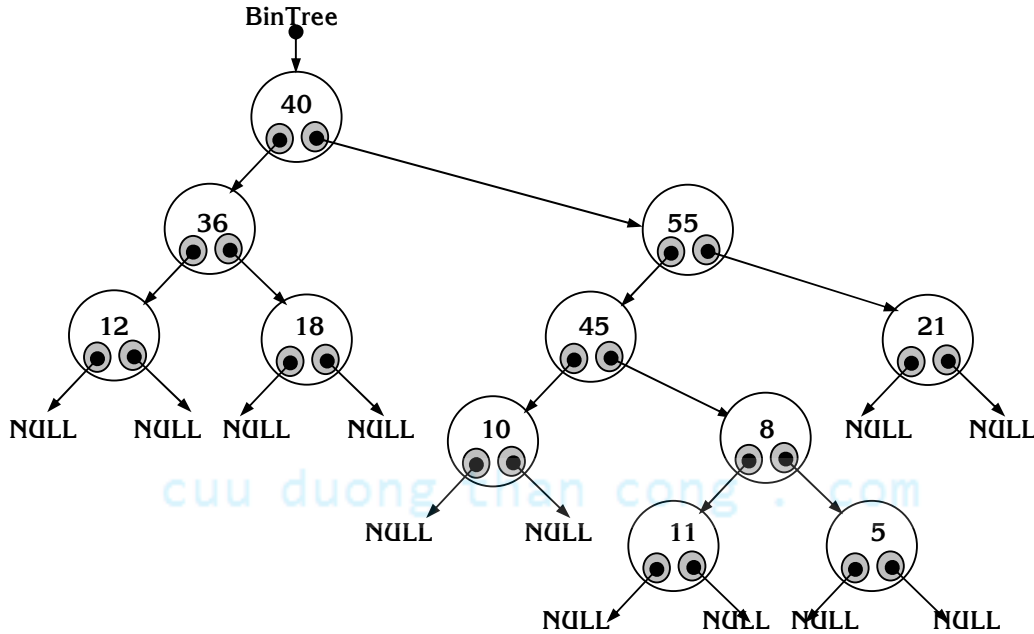 BinTree
40
36 55
12 18 45 21
NULL NULL NULL NULL 10 8 NULL NULL
cuu duong than cong . com
NULL NULL 11 5
NULL NULL NULL NULL